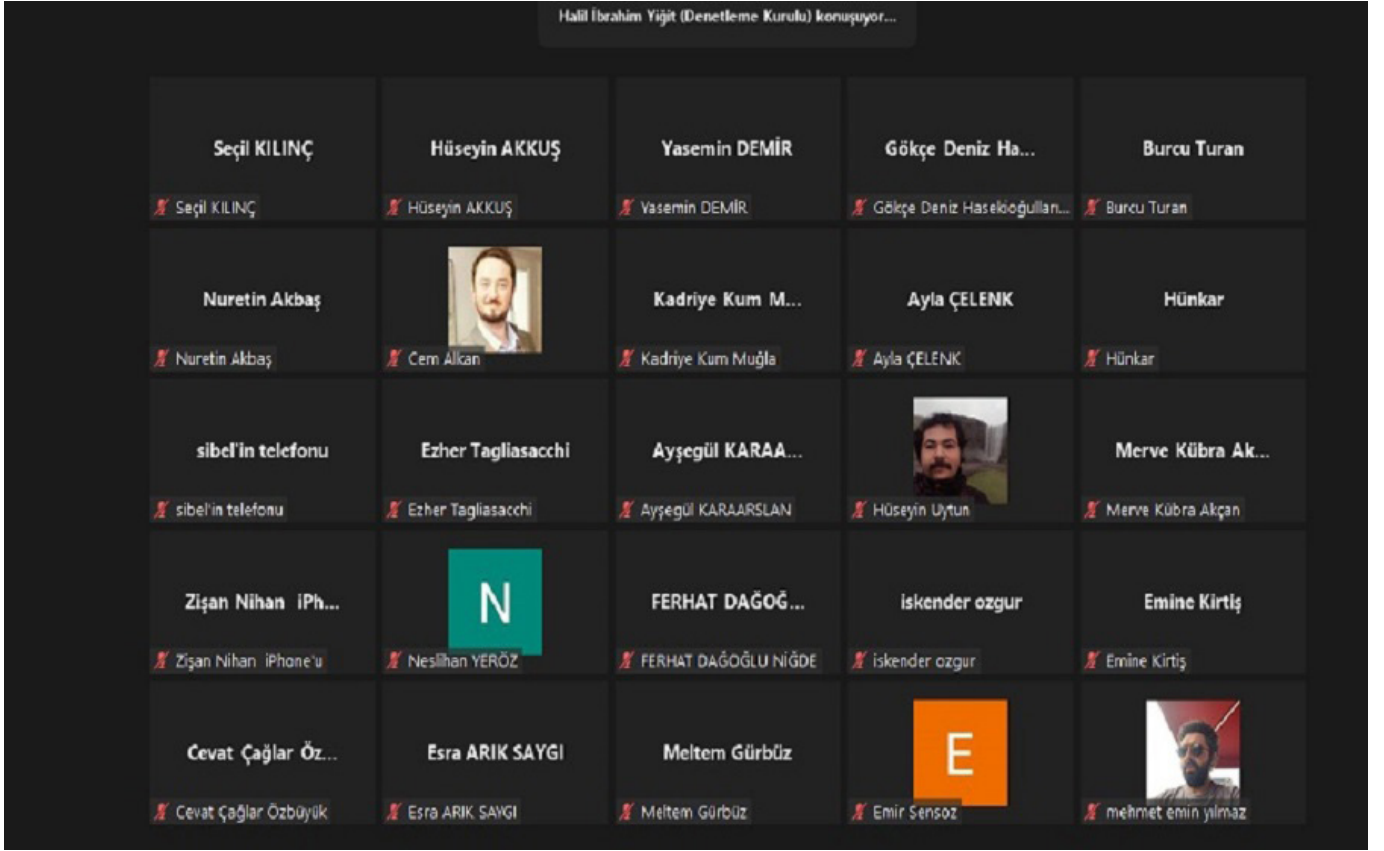 Halil İbrahim Yiğit (Denetleme Kurulu) konuşuyor...
Seçil KILINÇ
Hüseyin AKKUŞ
Yasemin DEMİR
Gökçe Deniz Ha...
Burcu Turan
Seçil KILINÇ
Hüseyin AKKUŞ
Yasemin DEMİR
Gökçe Deniz Hasekioğulları...
Burcu Turan
Nuretin Akbaş
Kadriye Kum M...
Ayla ÇELENK
Hünkar
Nuretin Akbaş
Cem Alkan
Kadriye Kum Muğla
Ayla ÇELENK
Hünkar
sibel'in telefonu
Ezher Tagliasacchi
Ayşegül KARAA...
Merve Kübra Ak...
sibel'in telefonu
Ezher Tagliasacchi
Ayşegül KARAARSLAN
Hüseyin Uytun
Merve Kübra Akçan
Zişan Nihan iPh...
N
FERHAT DAĞOĞ...
iskender ozgur
Emine Kirtiş
Zişan Nihan iPhone'u
Neslihan YERÖZ
FERHAT DAĞOĞLU NİĞDE
iskender ozgur
Emine Kirtiş
Cevat Çağlar Öz...
Esra ARIK SAYGI
Meltem Gürbüz
E
Cevat Çağlar Özbüyük
Esra ARIK SAYGI
Meltem Gürbüz
Emir Sensoz
mehmet emin yılmaz